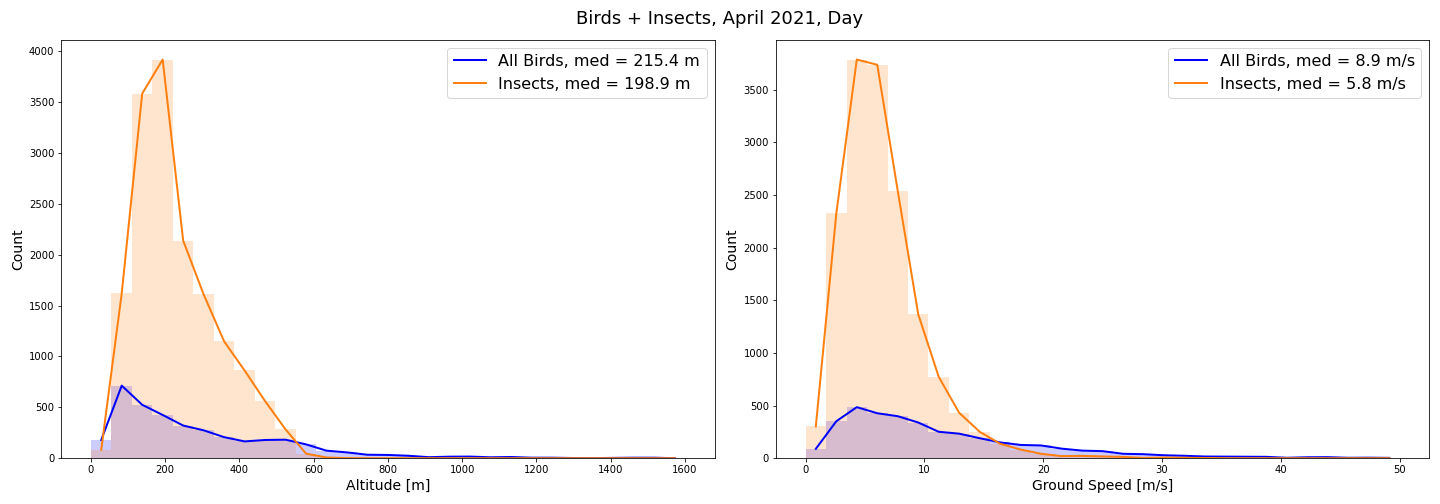 Birds + Insects, April 2021, Day
4000
3500
3000
2500
2000
1500
1000
500
0
Count
All Birds, med = 215.4 m
Insects, med = 198.9 m
0 200 400 600 800 1000 1200 1400 1600
Altitude [m]
3500
3000
2500
2000
1500
1000
500
0
Count
All Birds, med = 8.9 m/s
Insects, med = 5.8 m/s
0 10 20 30 40 50
Ground Speed [m/s]